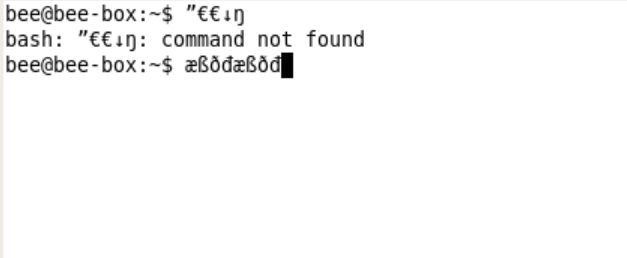 bee@bee-box:~$ ”€€↓ŋ
bash: ”€€↓ŋ: command not found
bee@bee-box:~$ æßðđæßðđ